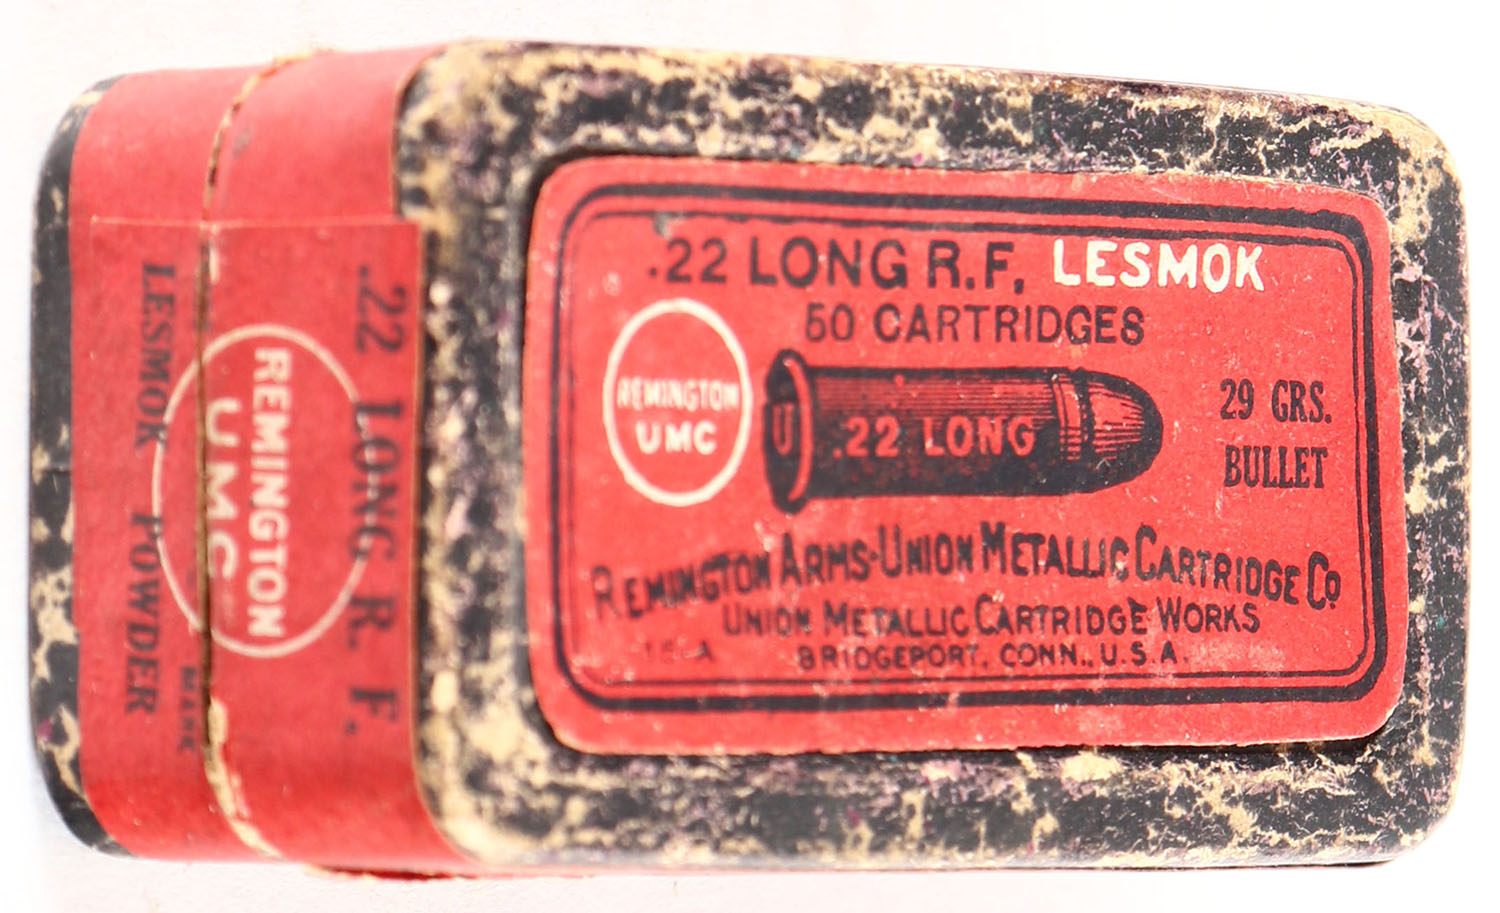 .22 LONG R.F. LESMOK
50 CARTRIDGES
REMINGTON
UMC
U
.22 LONG
29 GRS.
BULLET
REMINGTON ARMS-UNION METALLIC CARTRIDGE CO
UNION METALLIC CARTRIDGE WORKS
BRIDGEPORT, CONN., U.S.A.
.22 LONG R. F.
REMINGTON
UMC
LESMOK POWDER